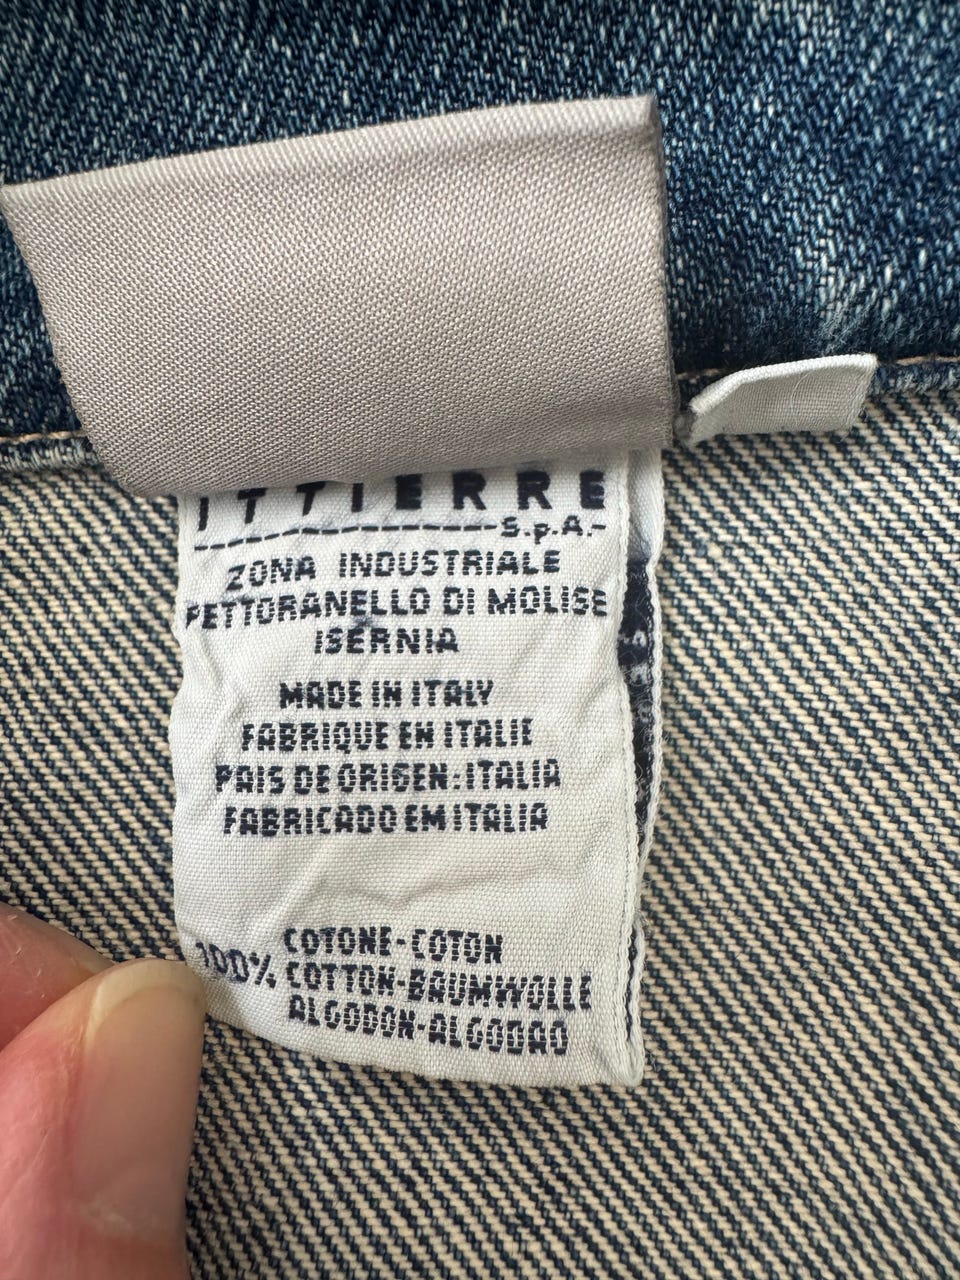 ITTIERRE
S.p.A.-
ZONA INDUSTRIALE
PETTORANELLO DI MOLISE
ISERNIA
MADE IN ITALY
FABRIQUE EN ITALIE
PAIS DE ORIGEN:ITALIA
FABRICADO EM ITALIA
COTONE-COTON
100% COTTON-BAUMWOLLE
ALGODON-ALGODAO